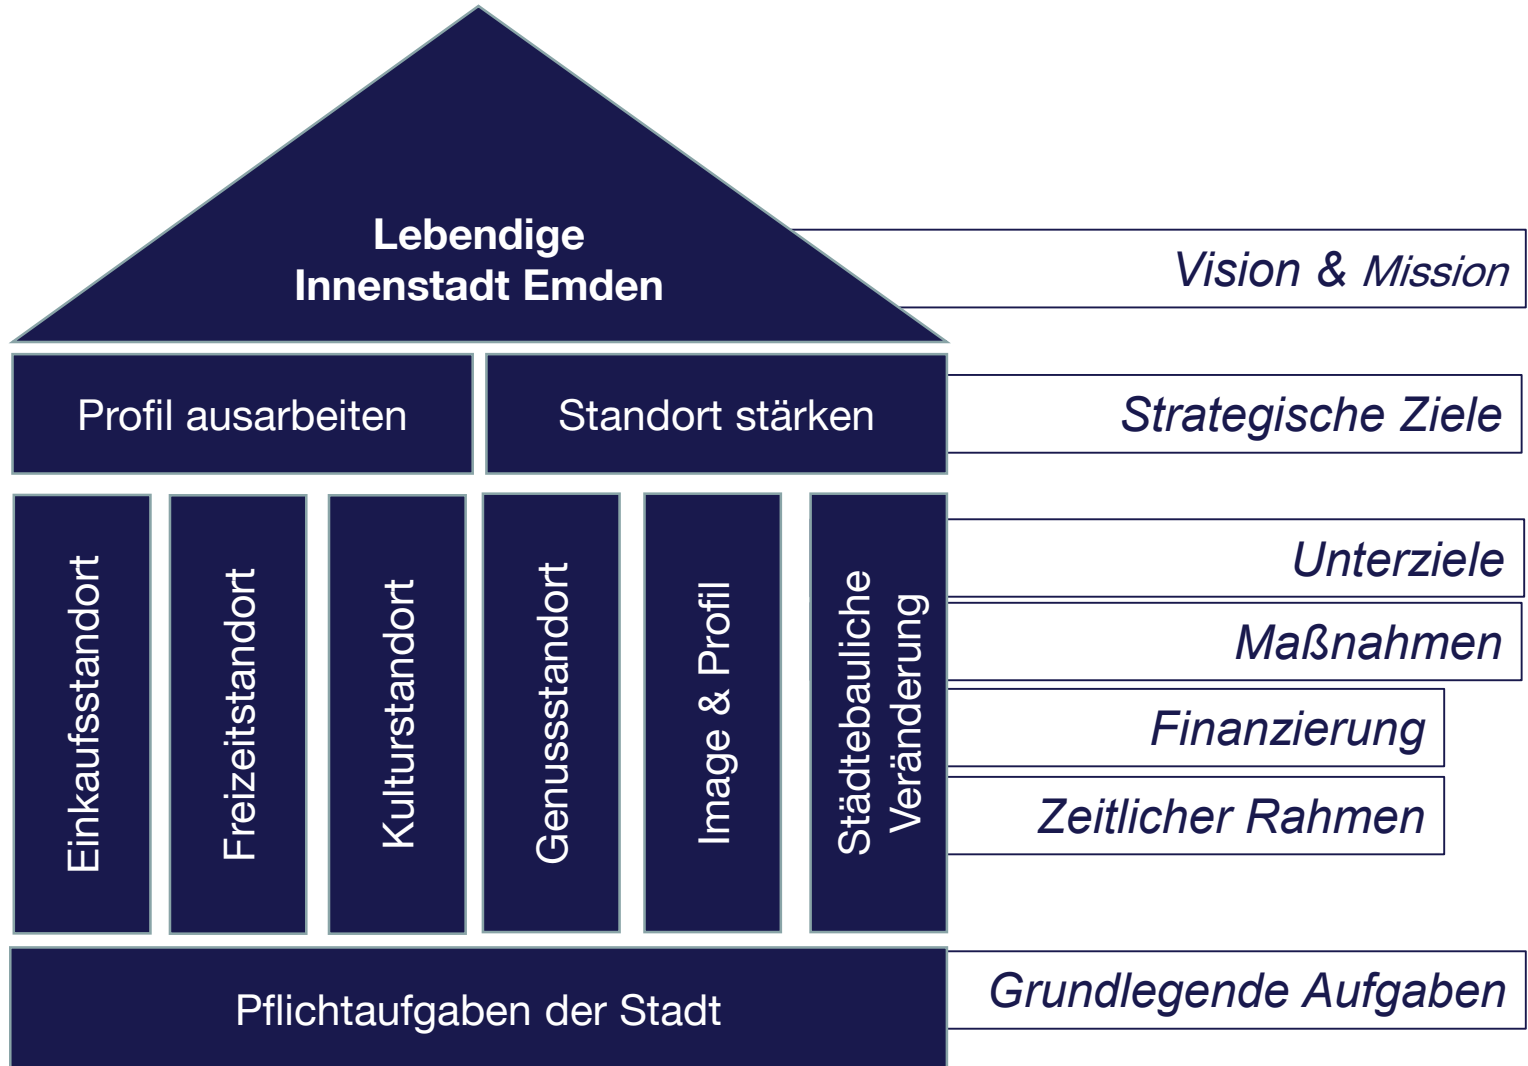 Lebendige
Innenstadt Emden
Vision & Mission
Profil ausarbeiten
Standort stärken
Strategische Ziele
Einkaufsstandort
Freizeitstandort
Kulturstandort
Genussstandort
Image & Profil
Städtebauliche
Veränderung
Unterziele
Maßnahmen
Finanzierung
Zeitlicher Rahmen
Pflichtaufgaben der Stadt
Grundlegende Aufgaben